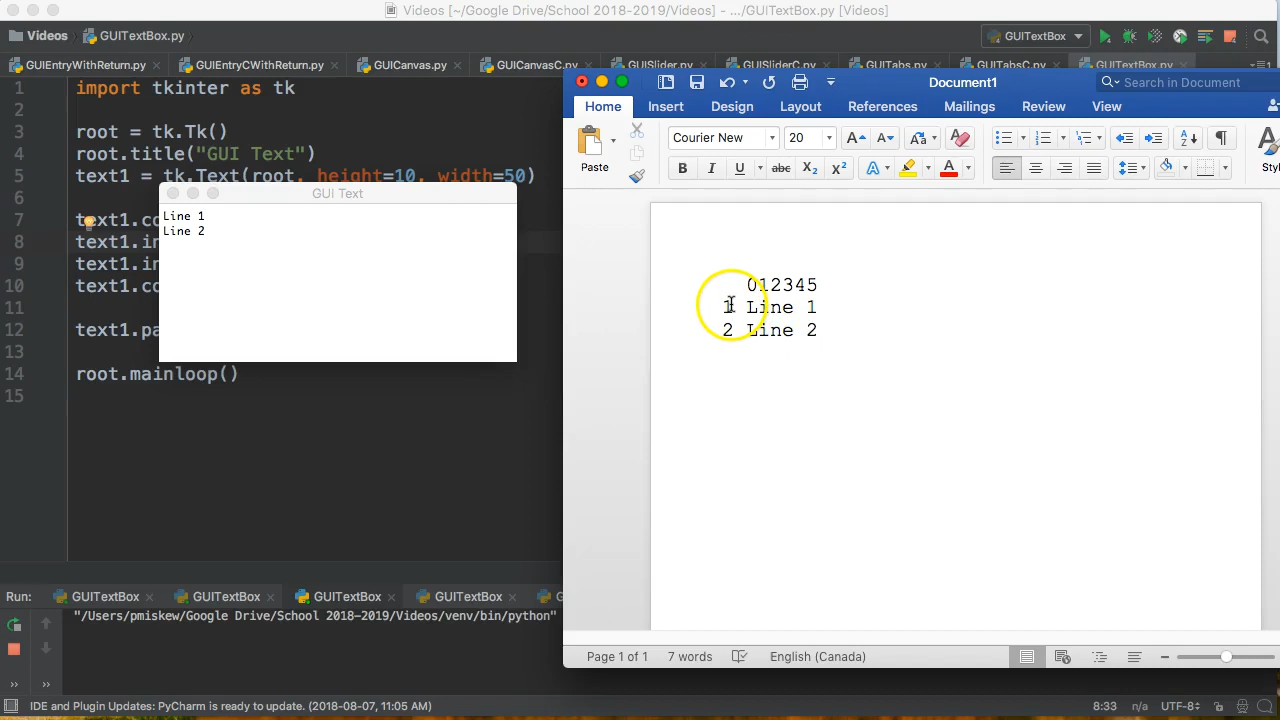 Videos [~/Google Drive/School 2018-2019/Videos] - .../GUITextBox.py [Videos]
Videos GUITextBox.py GUITextBox
GUIEntryWithReturn.py GUIEntryCWithReturn.py GUICanvas.py GUICanvasC.py GUISlider.py GUISliderC.py GUITabs.py GUITabsC.py GUITextBox.py
1 import tkinter as tk
2
3 root = tk.Tk()
4 root.title("GUI Text")
5 text1 = tk.Text(root, height=10, width=50)
6
7 text1.co
8 text1.in
9 text1.in
10 text1.co
11
12 text1.pa
13
14 root.mainloop()
15
GUI Text
Line 1
Line 2
Document1 Search in Document
Home Insert Design Layout References Mailings Review View
Paste Courier New 20
B I U abc X2 X2 A A
012345
1 Line 1
2 Line 2
Page 1 of 1 7 words English (Canada)
Run: GUITextBox GUITextBox GUITextBox GUITextBox
"/Users/pmiskew/Google Drive/School 2018-2019/Videos/venv/bin/python"
IDE and Plugin Updates: PyCharm is ready to update. (2018-08-07, 11:05 AM) 8:33 n/a UTF-8